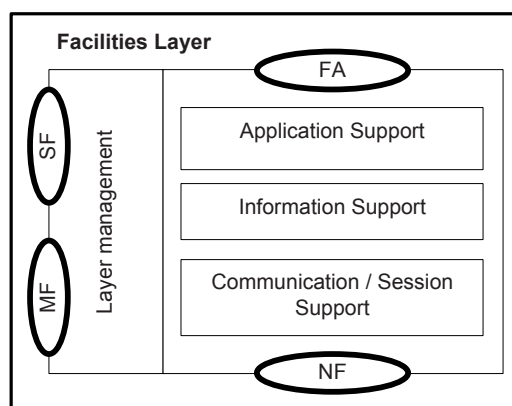 Facilities Layer
FA
SF
MF
Layer management
Application Support
Information Support
Communication / Session
Support
NF